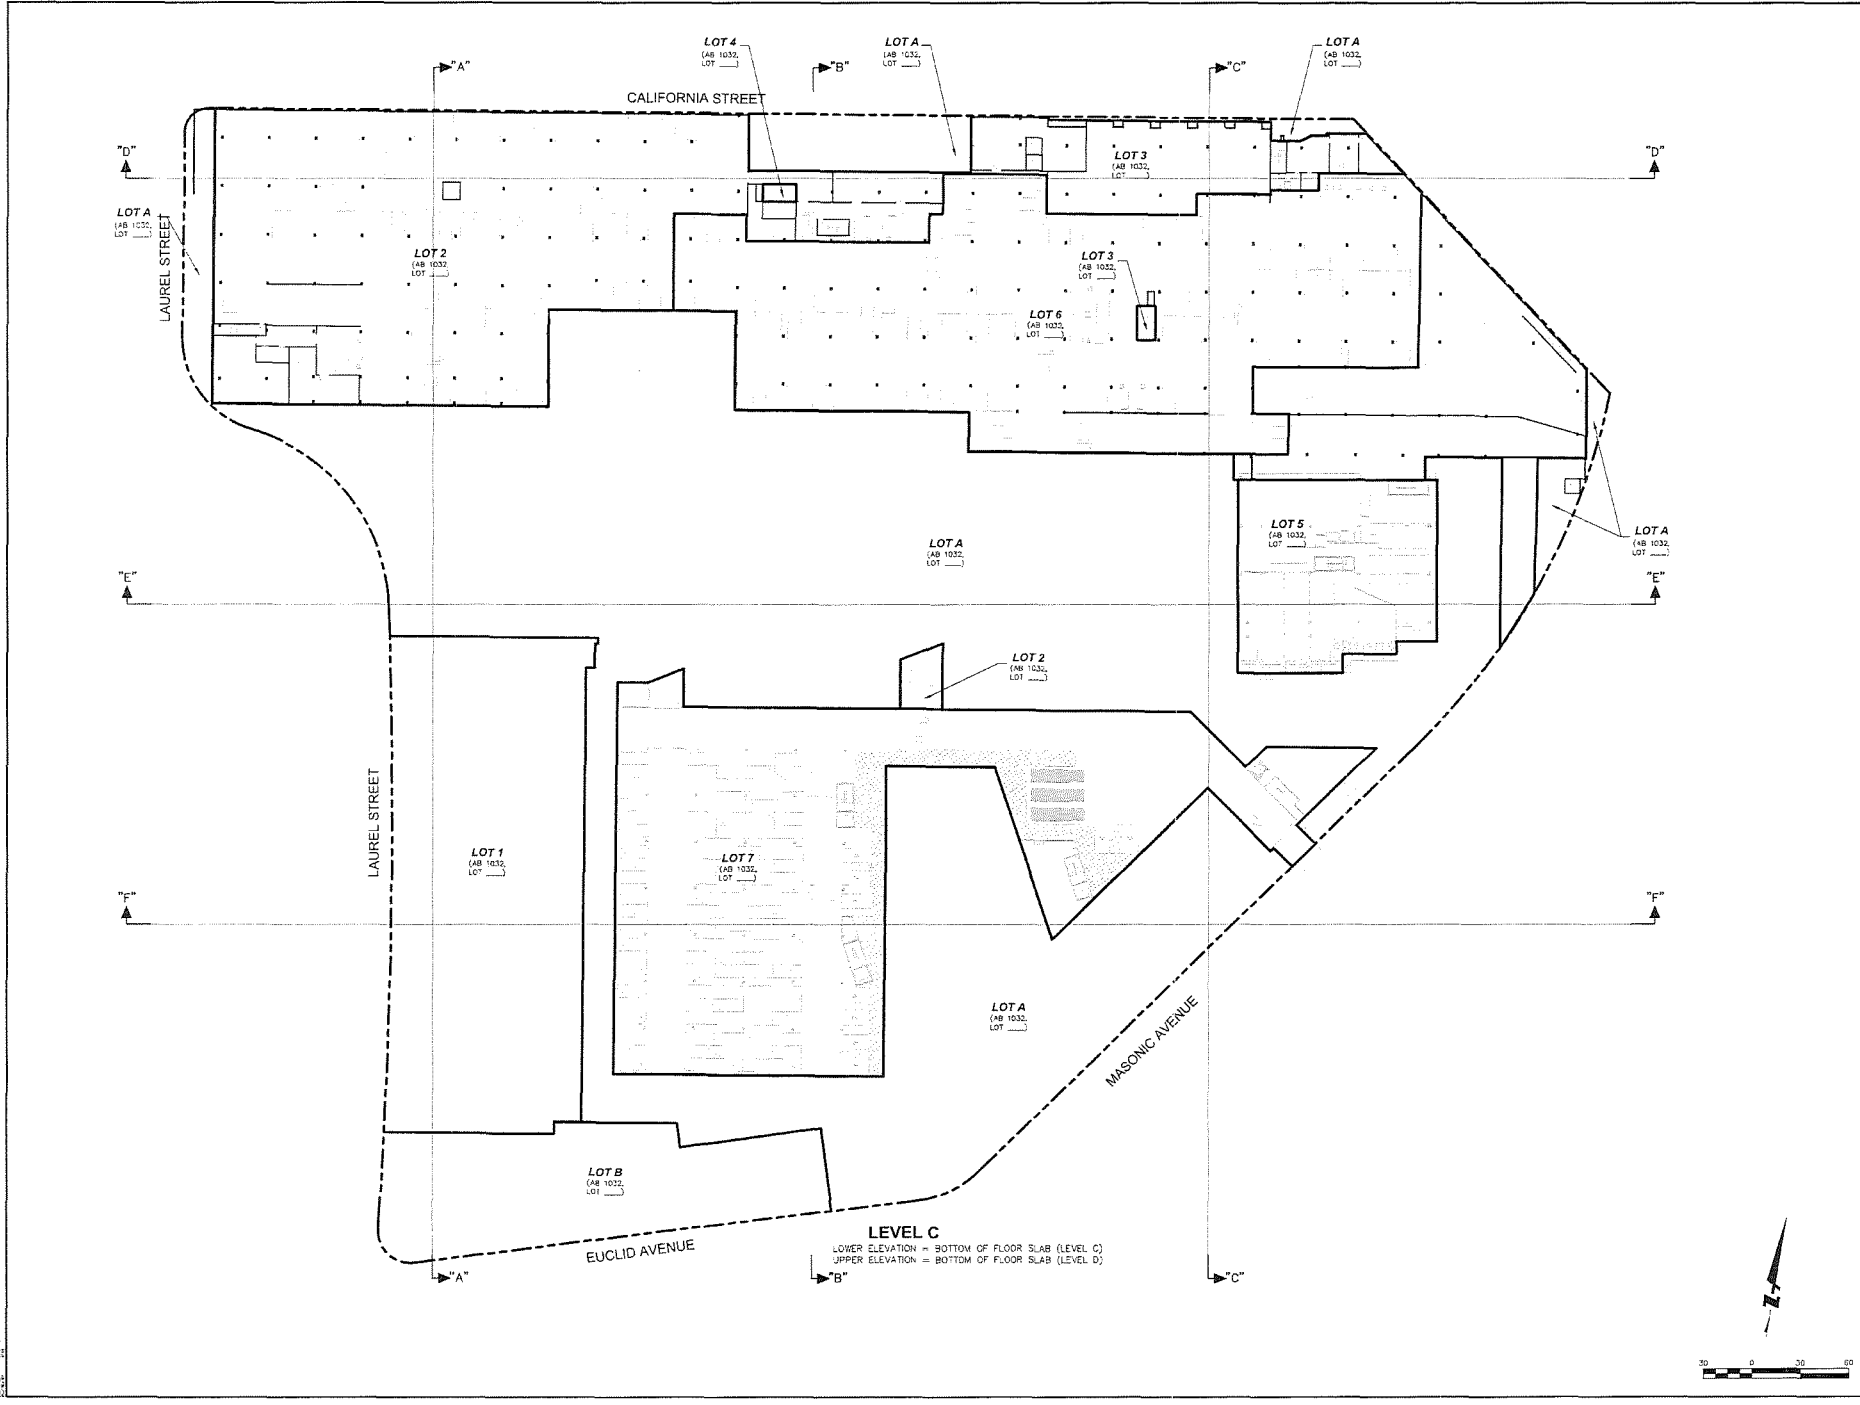 LOT 4
(AB 1032,
LOT ___)
LOT A
(AB 1032,
LOT ___)
LOT A
(AB 1032,
LOT ___)
"A"
"B"
"C"
CALIFORNIA STREET
"D"
"D"
LOT 3
(AB 1032,
LOT ___)
LOT A
(AB 1032,
LOT ___)
LAUREL STREET
LOT 2
(AB 1032,
LOT ___)
LOT 3
(AB 1032,
LOT ___)
LOT 6
(AB 1032,
LOT ___)
LOT 5
(AB 1032,
LOT ___)
LOT A
(AB 1032,
LOT ___)
LOT A
(AB 1032,
LOT ___)
"E"
"E"
LOT 2
(AB 1032,
LOT ___)
LAUREL STREET
LOT 1
(AB 1032,
LOT ___)
LOT 7
(AB 1032,
LOT ___)
"F"
"F"
LOT A
(AB 1032,
LOT ___)
MASONIC AVENUE
LOT B
(AB 1032,
LOT ___)
EUCLID AVENUE
LEVEL C
LOWER ELEVATION = BOTTOM OF FLOOR SLAB (LEVEL C)
UPPER ELEVATION = BOTTOM OF FLOOR SLAB (LEVEL D)
"A"
"B"
"C"
N
30 0 30 60